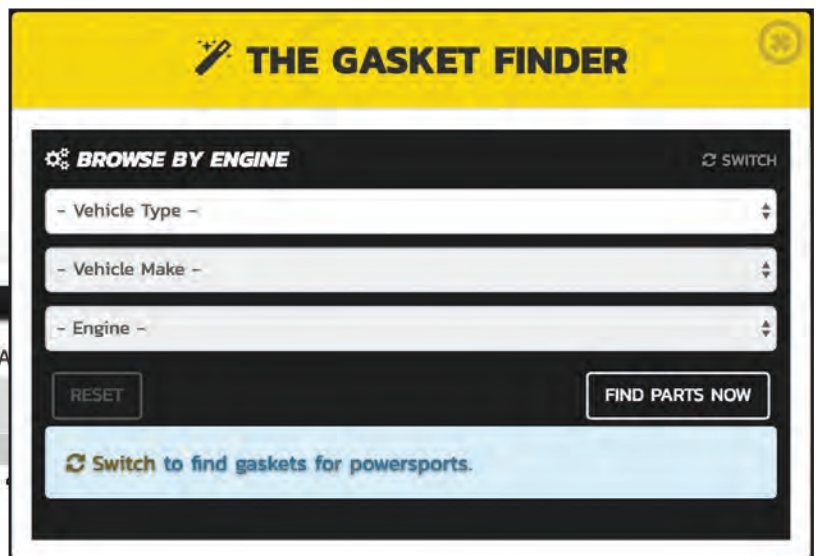 THE GASKET FINDER
BROWSE BY ENGINE
SWITCH
- Vehicle Type -
- Vehicle Make -
- Engine -
RESET
FIND PARTS NOW
Switch to find gaskets for powersports.
A